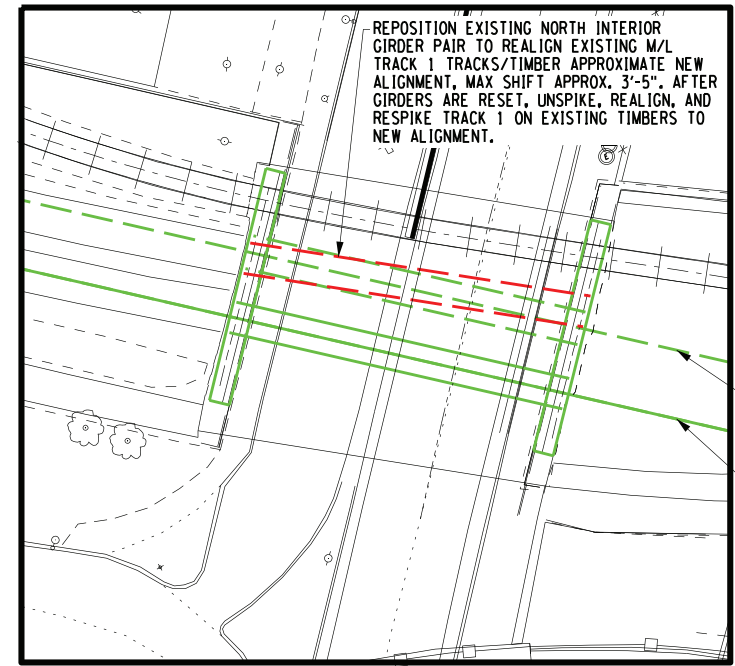 REPOSITION EXISTING NORTH INTERIOR
GIRDER PAIR TO REALIGN EXISTING M/L
TRACK 1 TRACKS/TIMBER APPROXIMATE NEW
ALIGNMENT, MAX SHIFT APPROX. 3'-5". AFTER
GIRDERS ARE RESET, UNSPIKE, REALIGN, AND
RESPIKE TRACK 1 ON EXISTING TIMBERS TO
NEW ALIGNMENT.
E